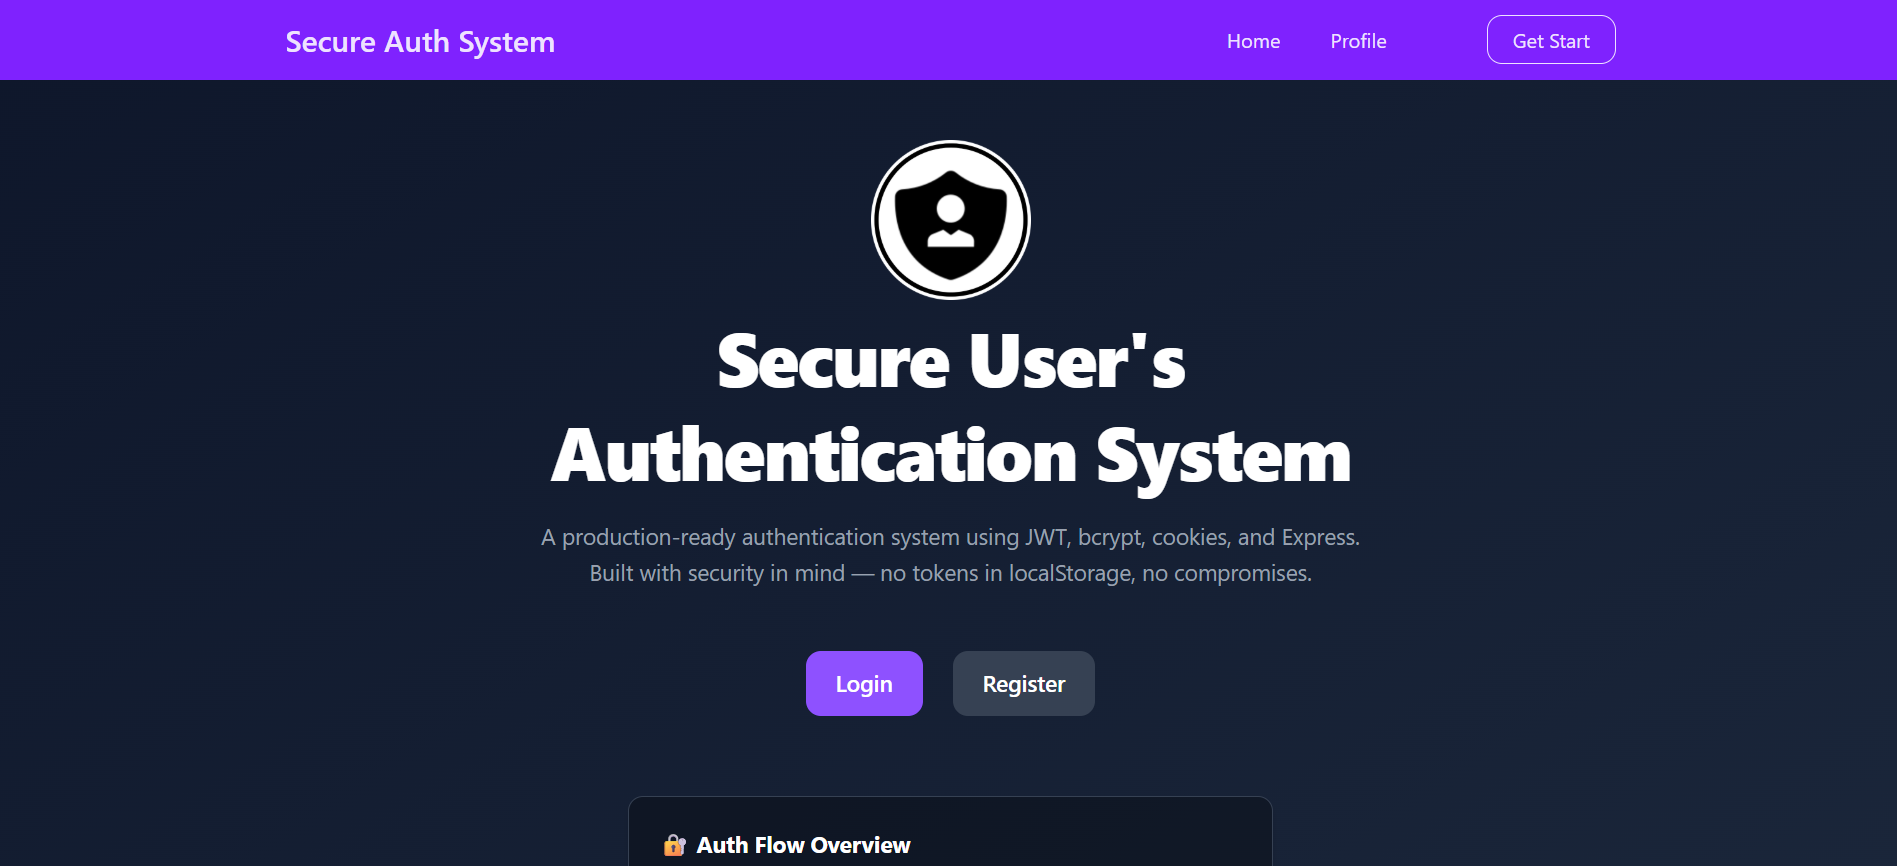 Secure Auth System
Home
Profile
Get Start
Secure User's
Authentication System
A production-ready authentication system using JWT, bcrypt, cookies, and Express.
Built with security in mind — no tokens in localStorage, no compromises.
Login
Register
🔐 Auth Flow Overview